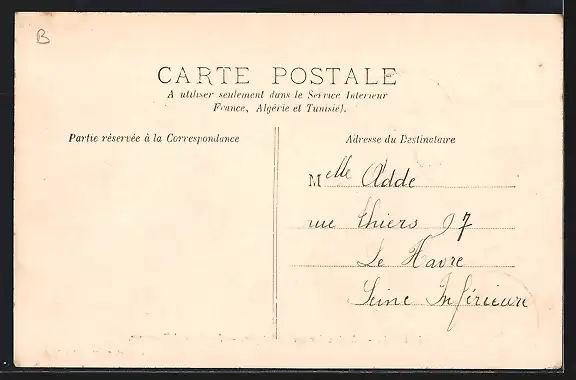 B
CARTE POSTALE
A utiliser seulement dans le Service Intérieur
France, Algérie et Tunisie).
Partie réservée à la Correspondance
Adresse du Destinataire
Melle Adde
rue Thiers 97
Le Havre
Seine Inférieure